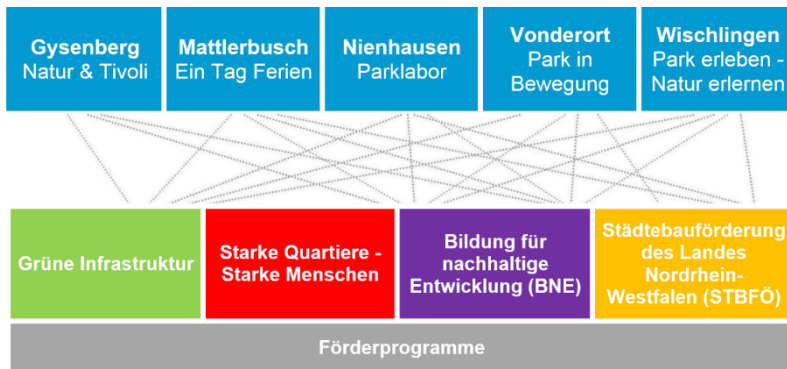 Gysenberg
Natur & Tivoli
Mattlerbusch
Ein Tag Ferien
Nienhausen
Parklabor
Vonderort
Park in
Bewegung
Wischlingen
Park erleben -
Natur erlernen
Grüne Infrastruktur
Starke Quartiere -
Starke Menschen
Bildung für
nachhaltige
Entwicklung (BNE)
Städtebauförderung
des Landes
Nordrhein-
Westfalen (STBFÖ)
Förderprogramme